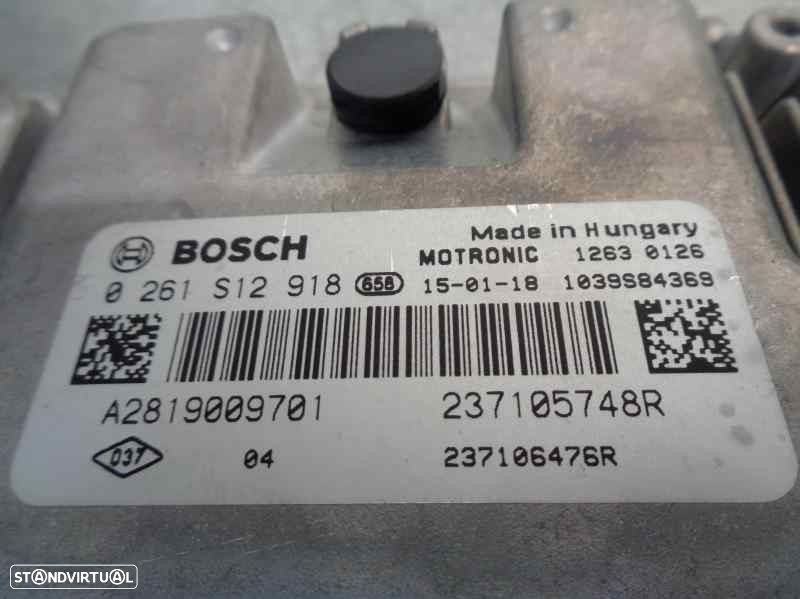 BOSCH
Made in Hungary
MOTRONIC 1263 0126
0 261 S12 918 658 15-01-18 1039S84369
A2819009701 237105748R
037 04 237106476R
STANDVIRTUAL